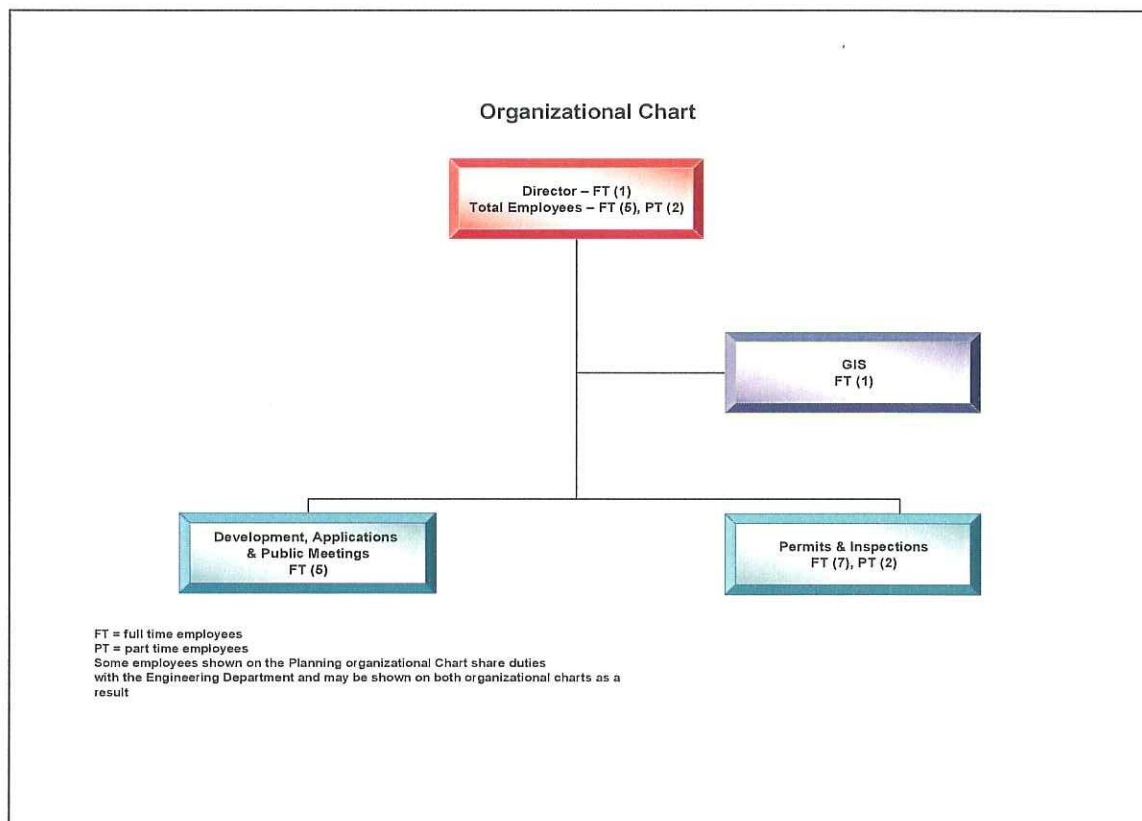 Organizational Chart
Director – FT (1)
Total Employees – FT (5), PT (2)
GIS
FT (1)
Development, Applications
& Public Meetings
FT (5)
Permits & Inspections
FT (7), PT (2)
FT = full time employees
PT = part time employees
Some employees shown on the Planning organizational Chart share duties
with the Engineering Department and may be shown on both organizational charts as a
result